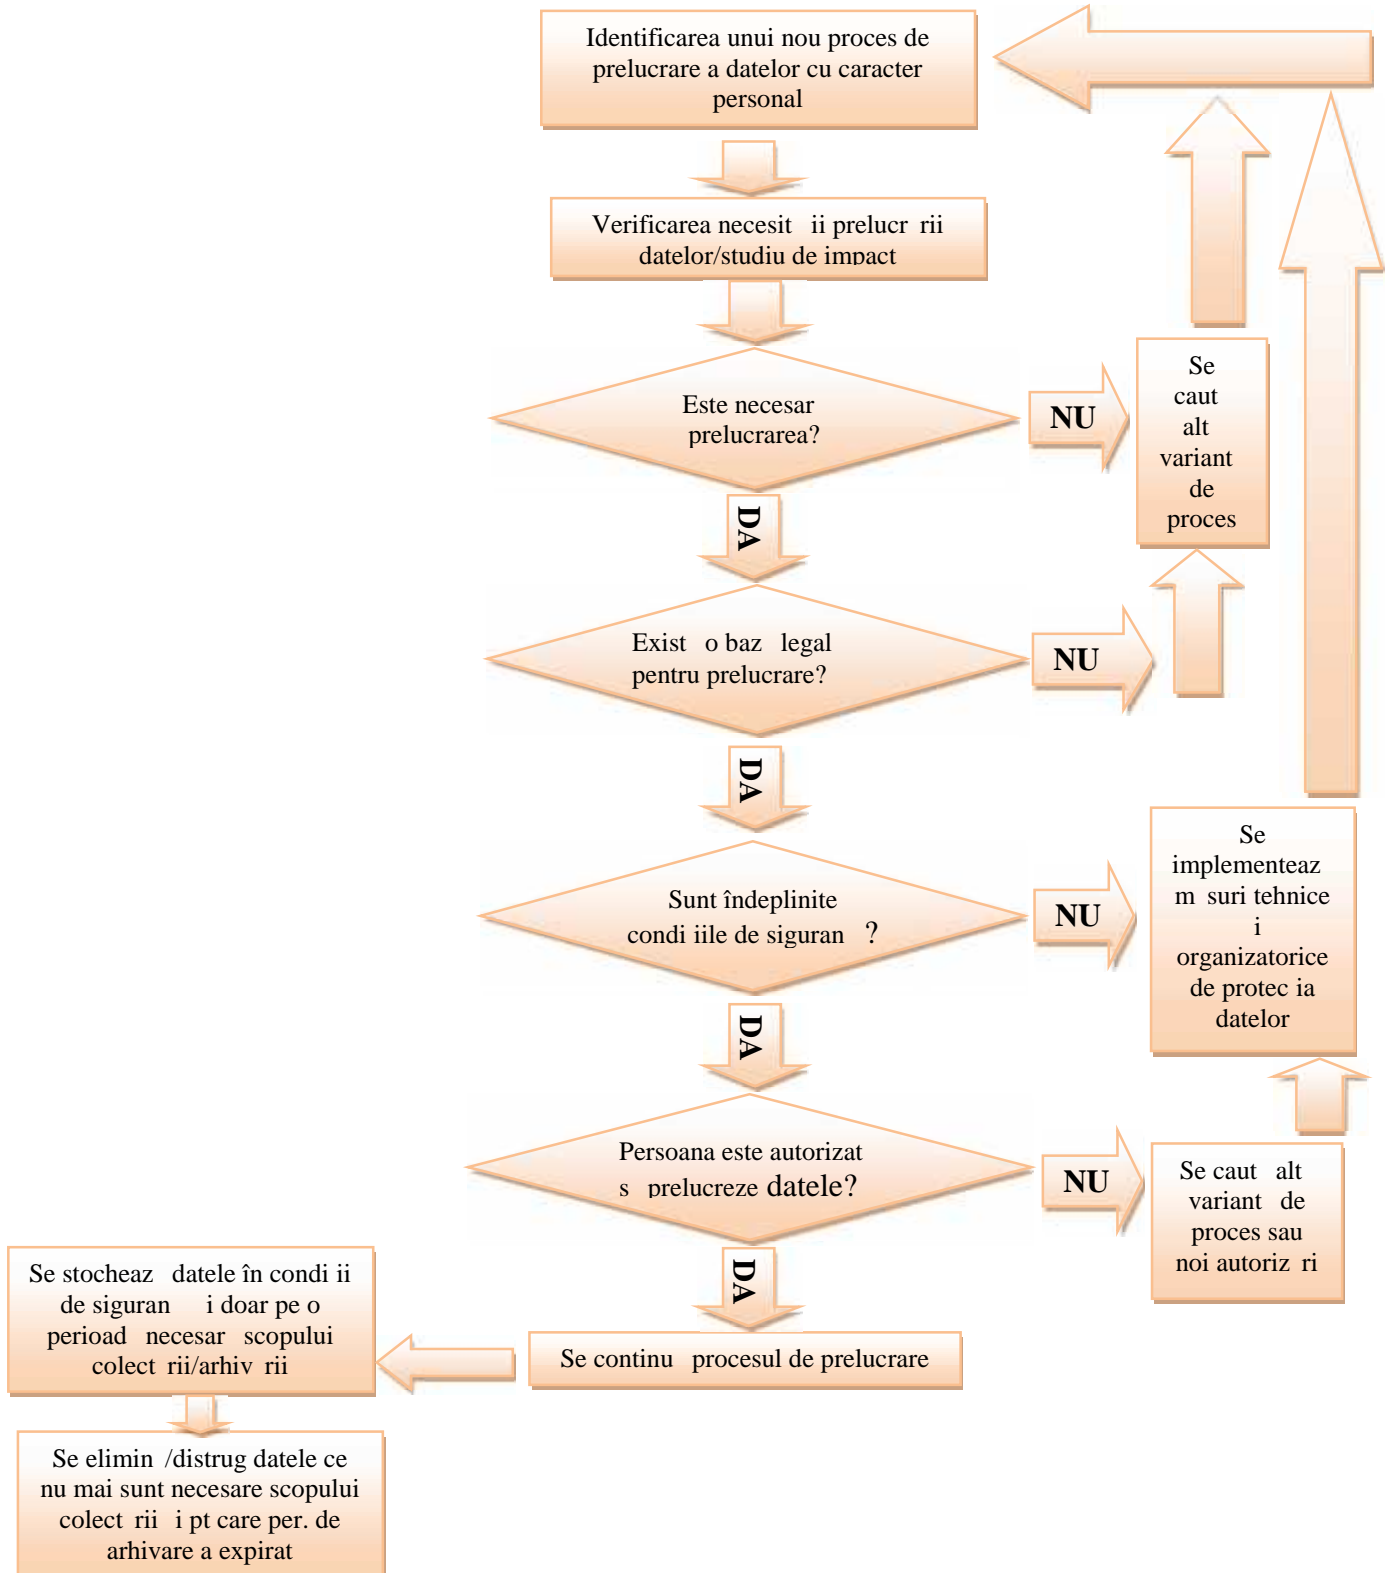 Identificarea unui nou proces de
prelucrare a datelor cu caracter
personal
Verificarea necesit ii prelucr rii
datelor/studiu de impact
Este necesar
prelucrarea?
NU
Se
caut
alt
variant
de
proces
DA
Exist o baz legal
pentru prelucrare?
NU
DA
Sunt îndeplinite
condi iile de siguran ?
NU
Se
implementeaz
m suri tehnice
i
organizatorice
de protec ia
datelor
DA
Persoana este autorizat
s prelucreze datele?
NU
Se caut alt
variant de
proces sau
noi autoriz ri
DA
Se continu procesul de prelucrare
Se stocheaz datele în condi ii
de siguran i doar pe o
perioad necesar scopului
colect rii/arhiv rii
Se elimin /distrug datele ce
nu mai sunt necesare scopului
colect rii i pt care per. de
arhivare a expirat